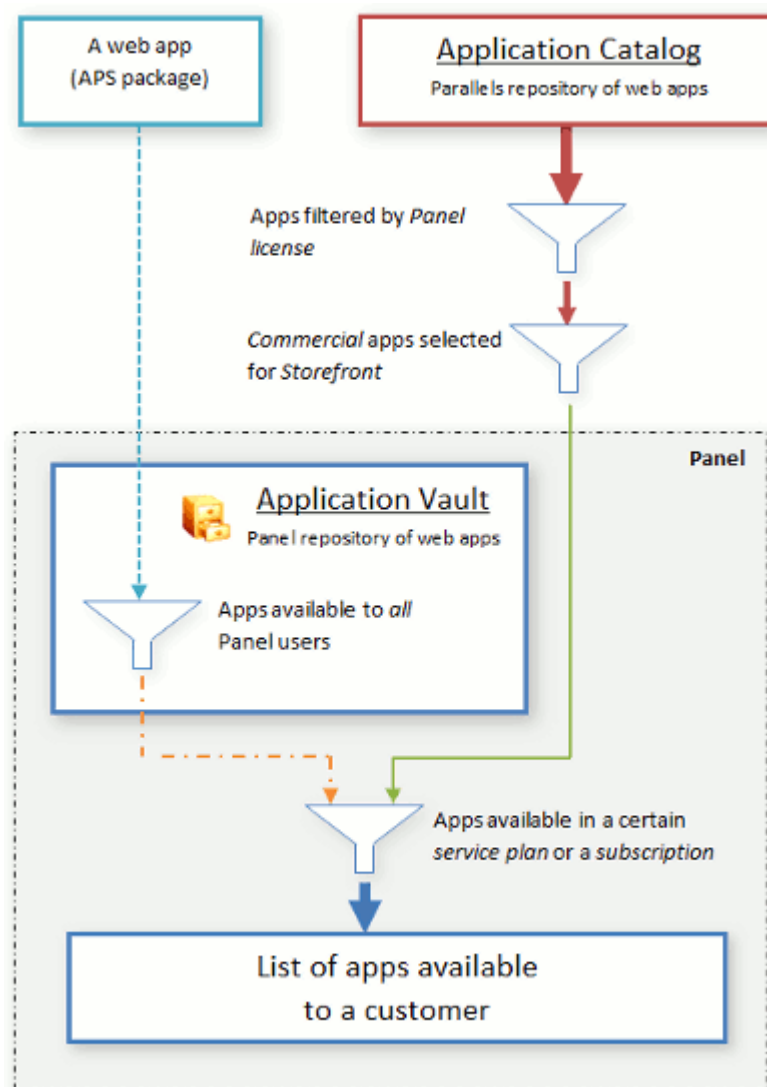 A web app
(APS package)
Application Catalog
Parallels repository of web apps
Apps filtered by Panel
license
Commercial apps selected
for Storefront
Panel
Application Vault
Panel repository of web apps
Apps available to all
Panel users
Apps available in a certain
service plan or a subscription
List of apps available
to a customer